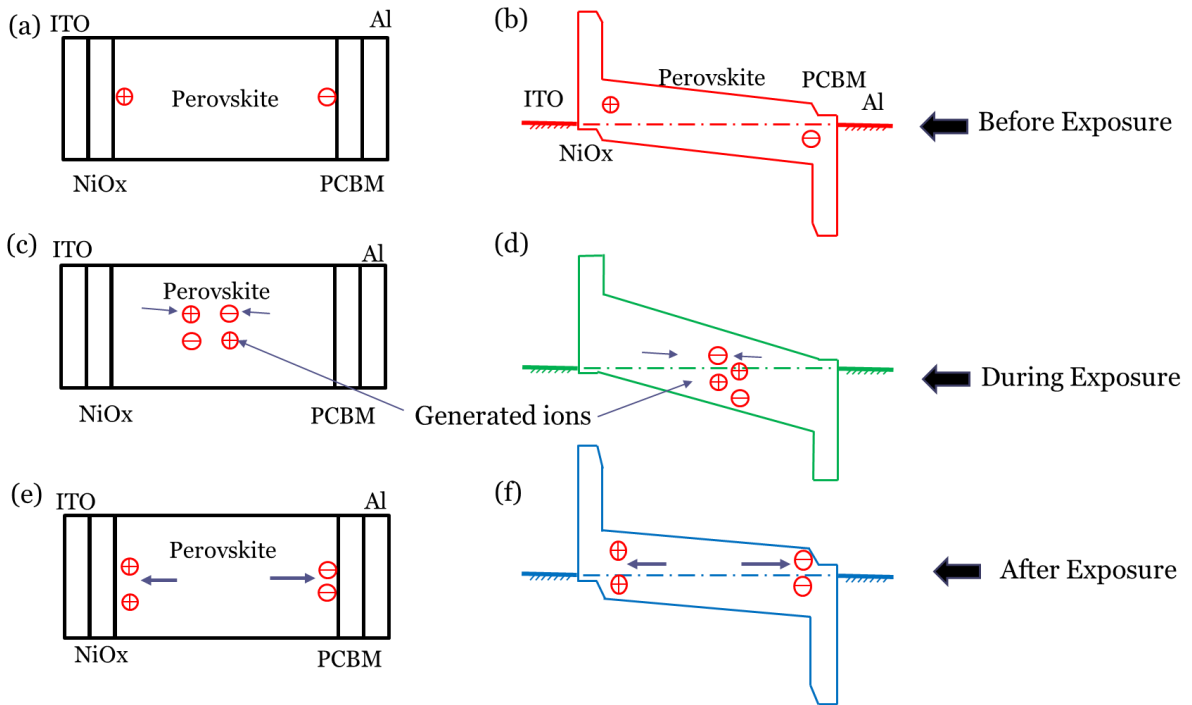 (a)
ITO
Al
Perovskite
NiOx
PCBM
(b)
Perovskite
PCBM
ITO
Al
NiOx
Before Exposure
(c)
ITO
Al
Perovskite
NiOx
PCBM
Generated ions
(d)
During Exposure
(e)
ITO
Al
Perovskite
NiOx
PCBM
(f)
After Exposure